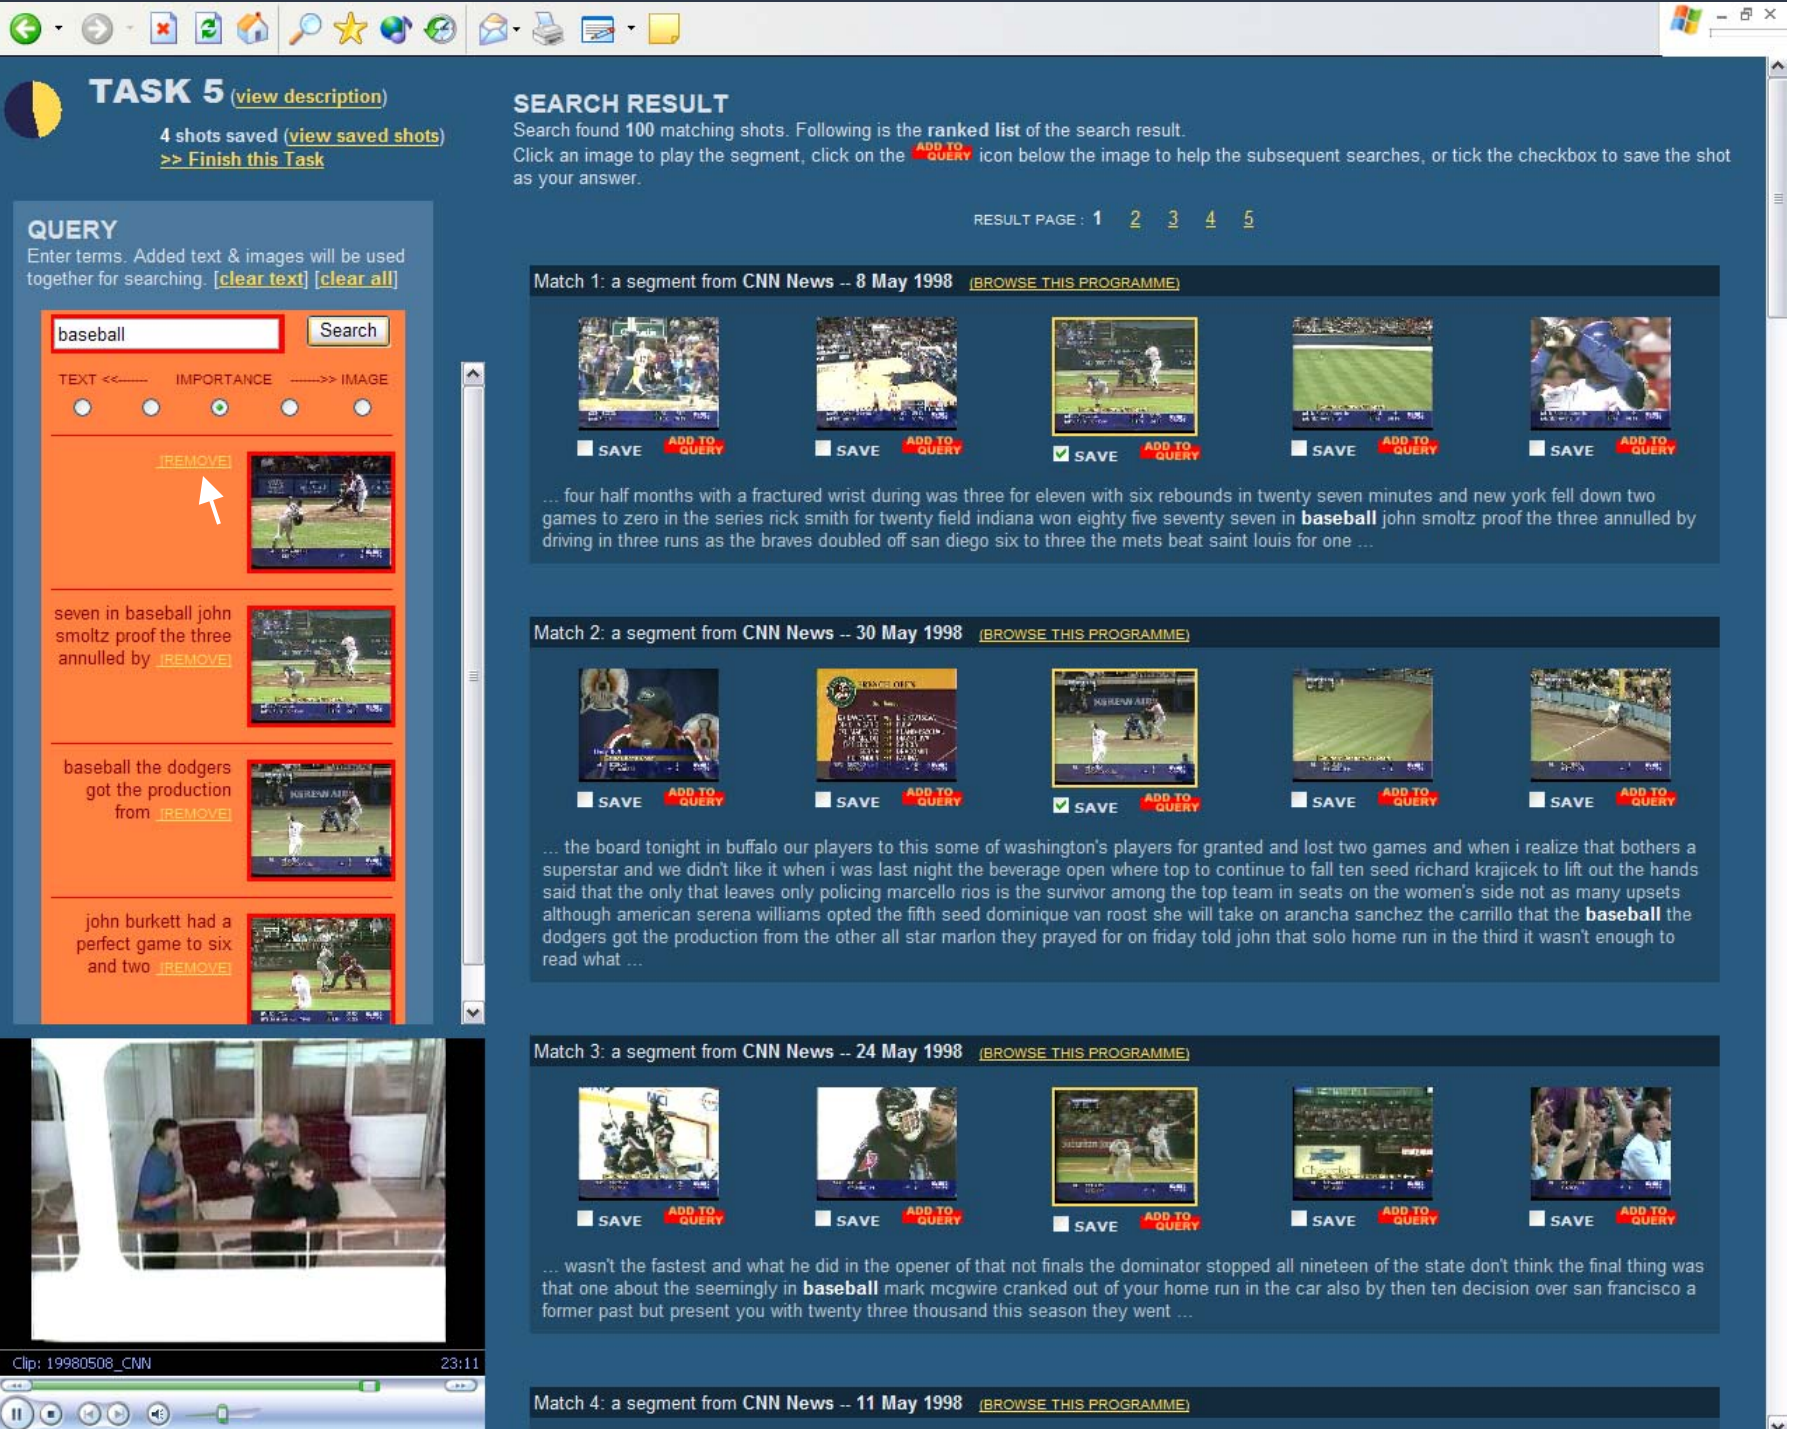 TASK 5 (view description)
4 shots saved (view saved shots)
>> Finish this Task
QUERY
Enter terms. Added text & images will be used
together for searching. [clear text] [clear all]
baseball
Search
TEXT <<------- IMPORTANCE ------->> IMAGE
[REMOVE]
seven in baseball john
smoltz proof the three
annulled by [REMOVE]
baseball the dodgers
got the production
from [REMOVE]
KOREAN AIR
john burkett had a
perfect game to six
and two [REMOVE]
Clip: 19980508_CNN 23:11
SEARCH RESULT
Search found 100 matching shots. Following is the ranked list of the search result.
Click an image to play the segment, click on the ADD TO QUERY icon below the image to help the subsequent searches, or tick the checkbox to save the shot
as your answer.
RESULT PAGE : 1 2 3 4 5
Match 1: a segment from CNN News -- 8 May 1998 (BROWSE THIS PROGRAMME)
SAVE ADD TO QUERY SAVE ADD TO QUERY SAVE ADD TO QUERY SAVE ADD TO QUERY SAVE ADD TO QUERY
... four half months with a fractured wrist during was three for eleven with six rebounds in twenty seven minutes and new york fell down two
games to zero in the series rick smith for twenty field indiana won eighty five seventy seven in baseball john smoltz proof the three annulled by
driving in three runs as the braves doubled off san diego six to three the mets beat saint louis for one ...
Match 2: a segment from CNN News -- 30 May 1998 (BROWSE THIS PROGRAMME)
FRENCH OPEN
KOREAN AIR
SAVE ADD TO QUERY SAVE ADD TO QUERY SAVE ADD TO QUERY SAVE ADD TO QUERY SAVE ADD TO QUERY
... the board tonight in buffalo our players to this some of washington's players for granted and lost two games and when i realize that bothers a
superstar and we didn't like it when i was last night the beverage open where top to continue to fall ten seed richard krajicek to lift out the hands
said that the only that leaves only policing marcello rios is the survivor among the top team in seats on the women's side not as many upsets
although american serena williams opted the fifth seed dominique van roost she will take on arancha sanchez the carrillo that the baseball the
dodgers got the production from the other all star marlon they prayed for on friday told john that solo home run in the third it wasn't enough to
read what ...
Match 3: a segment from CNN News -- 24 May 1998 (BROWSE THIS PROGRAMME)
MCI
SAVE ADD TO QUERY SAVE ADD TO QUERY SAVE ADD TO QUERY SAVE ADD TO QUERY SAVE ADD TO QUERY
... wasn't the fastest and what he did in the opener of that not finals the dominator stopped all nineteen of the state don't think the final thing was
that one about the seemingly in baseball mark mcgwire cranked out of your home run in the car also by then ten decision over san francisco a
former past but present you with twenty three thousand this season they went ...
Match 4: a segment from CNN News -- 11 May 1998 (BROWSE THIS PROGRAMME)